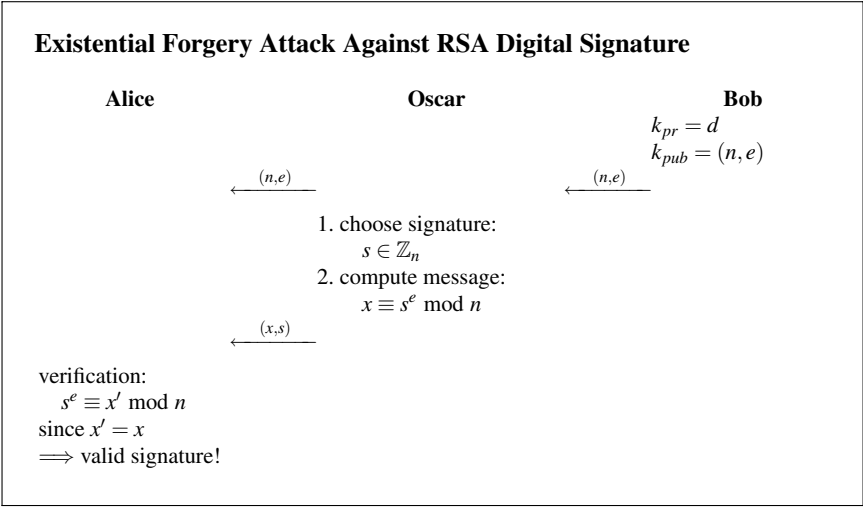 Existential Forgery Attack Against RSA Digital Signature
Alice Oscar Bob
k_pr = d
k_pub = (n,e)
(n,e) (n,e)
←—— ←——
1. choose signature:
s ∈ ℤ_n
2. compute message:
x ≡ s^e mod n
(x,s)
←——
verification:
s^e ≡ x′ mod n
since x′ = x
⟹ valid signature!